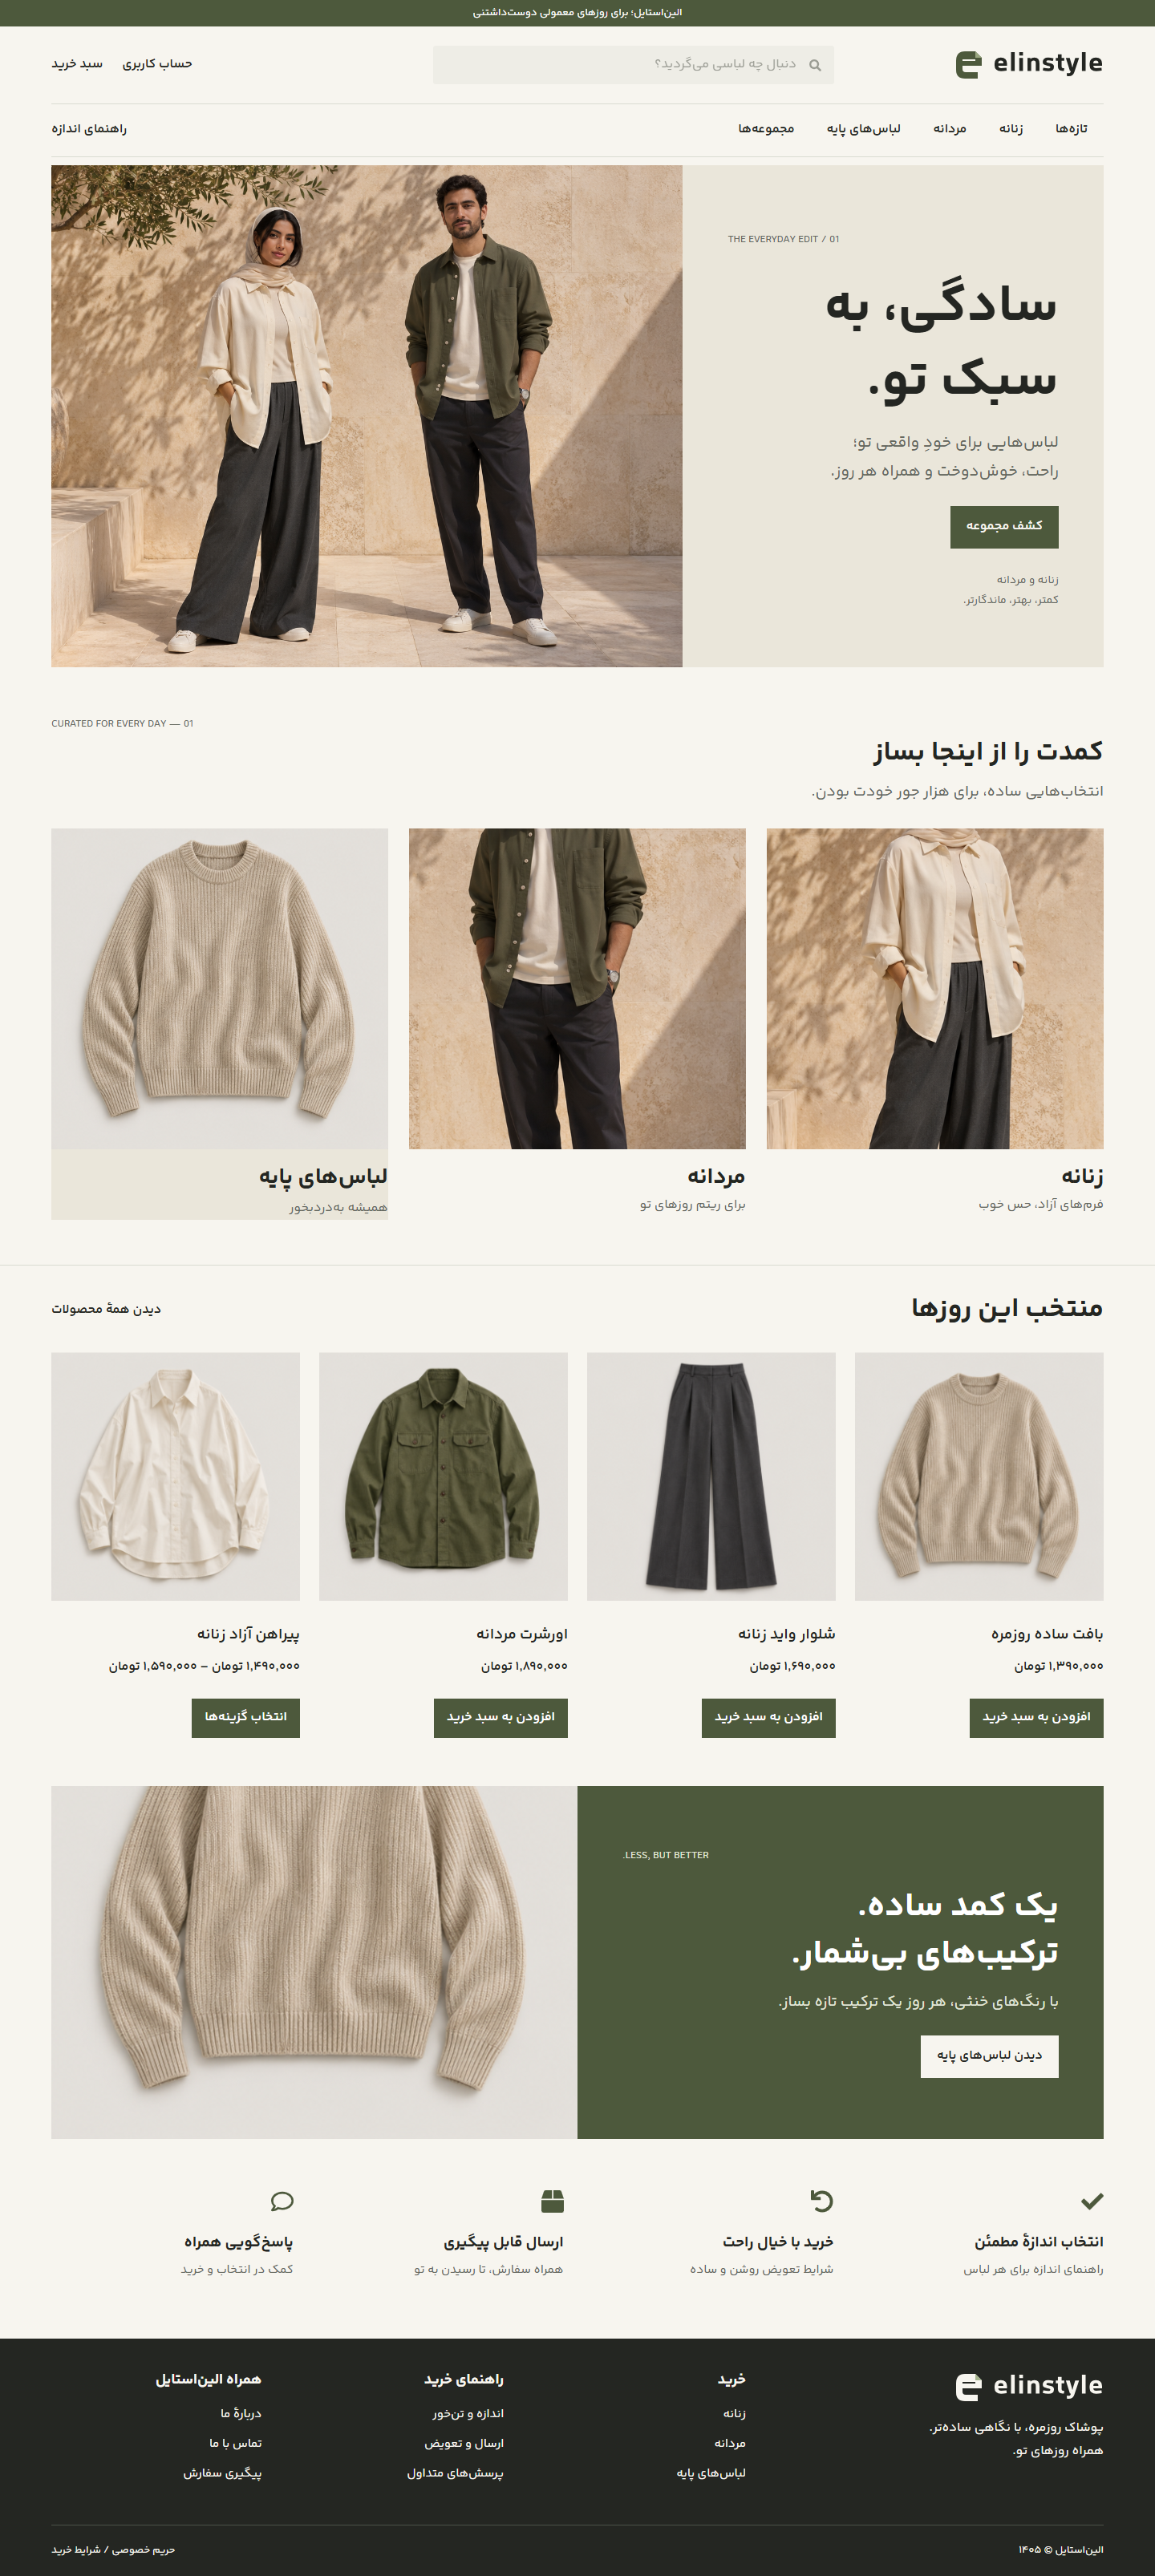 الین‌استایل؛ برای روزهای معمولی دوست‌داشتنی
elinstyle
دنبال چه لباسی می‌گردید؟
حساب کاربری
سبد خرید
تازه‌ها
زنانه
مردانه
لباس‌های پایه
مجموعه‌ها
راهنمای اندازه
THE EVERYDAY EDIT / 01
سادگی، به
سبک تو.
لباس‌هایی برای خودِ واقعی تو؛
راحت، خوش‌دوخت و همراه هر روز.
کشف مجموعه
زنانه و مردانه
کمتر، بهتر، ماندگارتر.
CURATED FOR EVERY DAY — 01
کمدت را از اینجا بساز
انتخاب‌هایی ساده، برای هزار جور خودت بودن.
زنانه
فرم‌های آزاد، حس خوب
مردانه
برای ریتم روزهای تو
لباس‌های پایه
همیشه به‌دردبخور
منتخب این روزها
دیدن همهٔ محصولات
بافت ساده روزمره
۱,۳۹۰,۰۰۰ تومان
افزودن به سبد خرید
شلوار واید زنانه
۱,۶۹۰,۰۰۰ تومان
افزودن به سبد خرید
اورشرت مردانه
۱,۸۹۰,۰۰۰ تومان
افزودن به سبد خرید
پیراهن آزاد زنانه
۱,۴۹۰,۰۰۰ تومان – ۱,۵۹۰,۰۰۰ تومان
انتخاب گزینه‌ها
.LESS, BUT BETTER
یک کمد ساده.
ترکیب‌های بی‌شمار.
با رنگ‌های خنثی، هر روز یک ترکیب تازه بساز.
دیدن لباس‌های پایه
انتخاب اندازهٔ مطمئن
راهنمای اندازه برای هر لباس
خرید با خیال راحت
شرایط تعویض روشن و ساده
ارسال قابل پیگیری
همراه سفارش، تا رسیدن به تو
پاسخ‌گویی همراه
کمک در انتخاب و خرید
elinstyle
پوشاک روزمره، با نگاهی ساده‌تر.
همراه روزهای تو.
خرید
زنانه
مردانه
لباس‌های پایه
راهنمای خرید
اندازه و تن‌خور
ارسال و تعویض
پرسش‌های متداول
همراه الین‌استایل
دربارهٔ ما
تماس با ما
پیگیری سفارش
الین‌استایل © ۱۴۰۵
حریم خصوصی / شرایط خرید